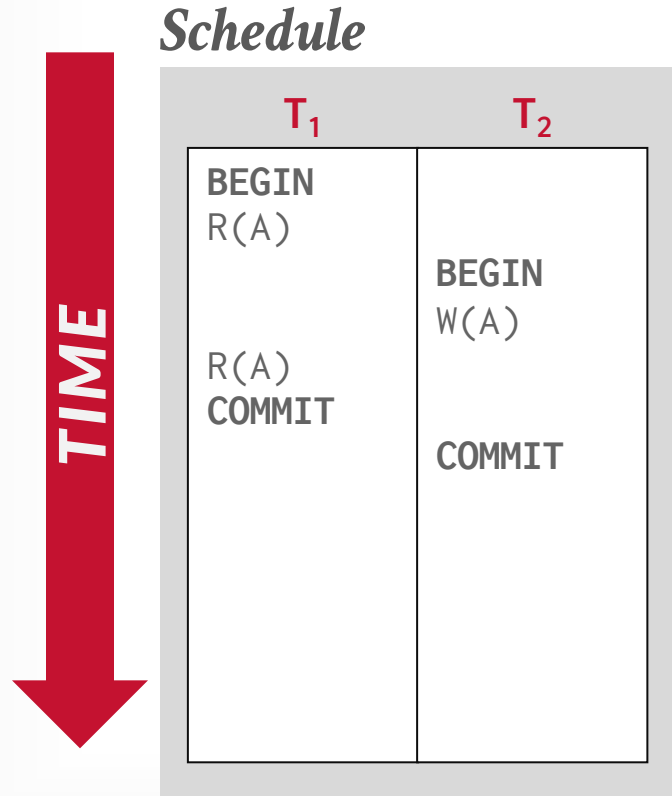 Schedule
TIME
T₁ T₂
BEGIN
R(A)
BEGIN
W(A)
R(A)
COMMIT
COMMIT